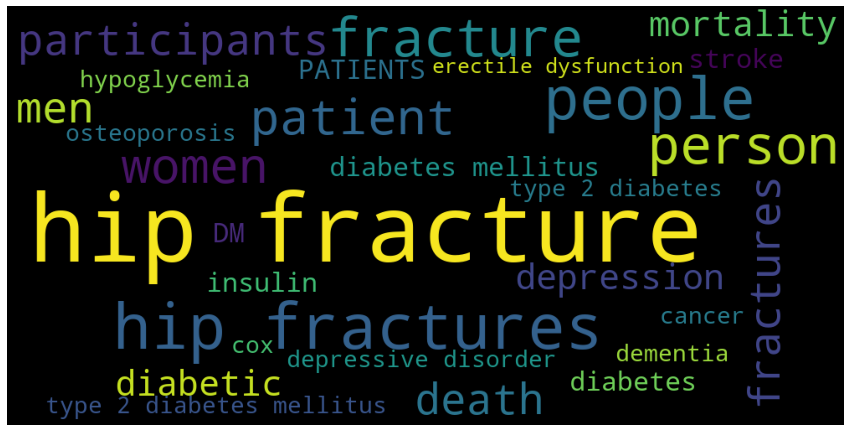 participants
fracture
mortality
stroke
hypoglycemia
PATIENTS
erectile dysfunction
men
patient
people
osteoporosis
person
women
diabetes mellitus
type 2 diabetes
hip fracture
DM
fractures
insulin
depression
hip fractures
cancer
cox
depressive disorder
dementia
diabetic
diabetes
type 2 diabetes mellitus
death